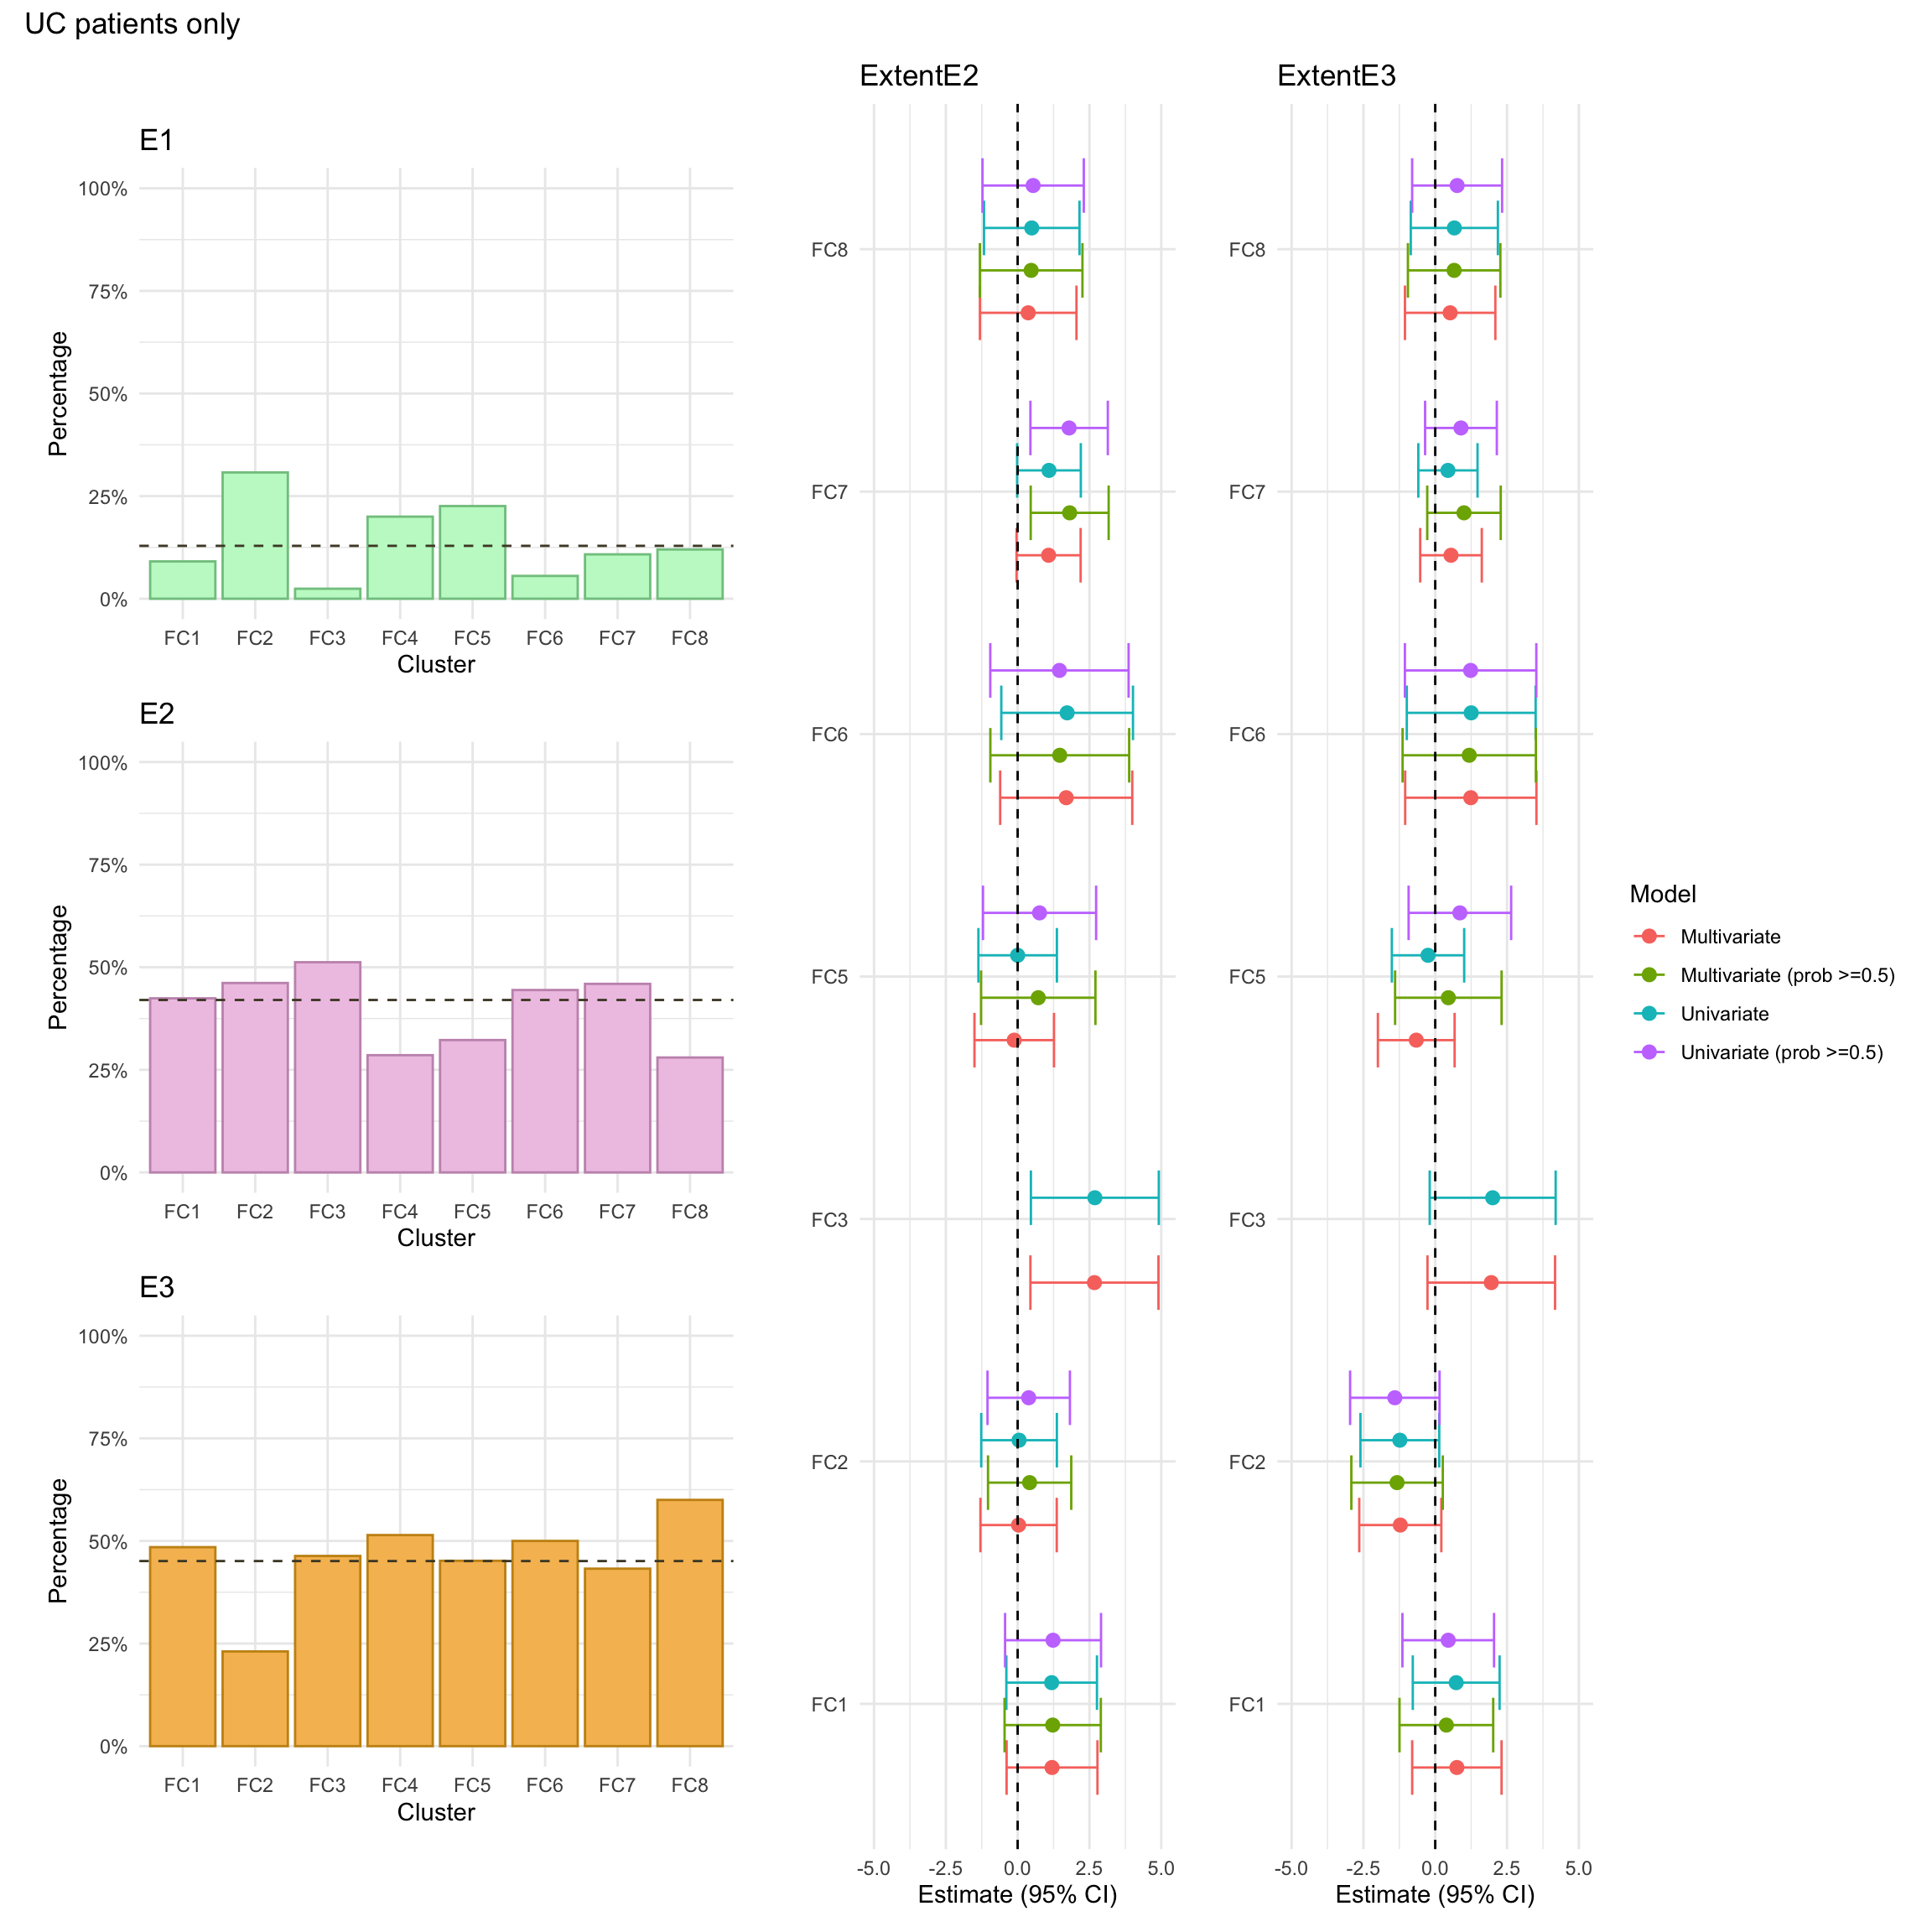 UC patients only
E1
100%
75%
50%
25%
0%
Percentage
FC1 FC2 FC3 FC4 FC5 FC6 FC7 FC8
Cluster
E2
100%
75%
50%
25%
0%
Percentage
FC1 FC2 FC3 FC4 FC5 FC6 FC7 FC8
Cluster
E3
100%
75%
50%
25%
0%
Percentage
FC1 FC2 FC3 FC4 FC5 FC6 FC7 FC8
Cluster
ExtentE2
FC8
FC7
FC6
FC5
FC3
FC2
FC1
-5.0 -2.5 0.0 2.5 5.0
Estimate (95% CI)
ExtentE3
FC8
FC7
FC6
FC5
FC3
FC2
FC1
-5.0 -2.5 0.0 2.5 5.0
Estimate (95% CI)
Model
Multivariate
Multivariate (prob >=0.5)
Univariate
Univariate (prob >=0.5)